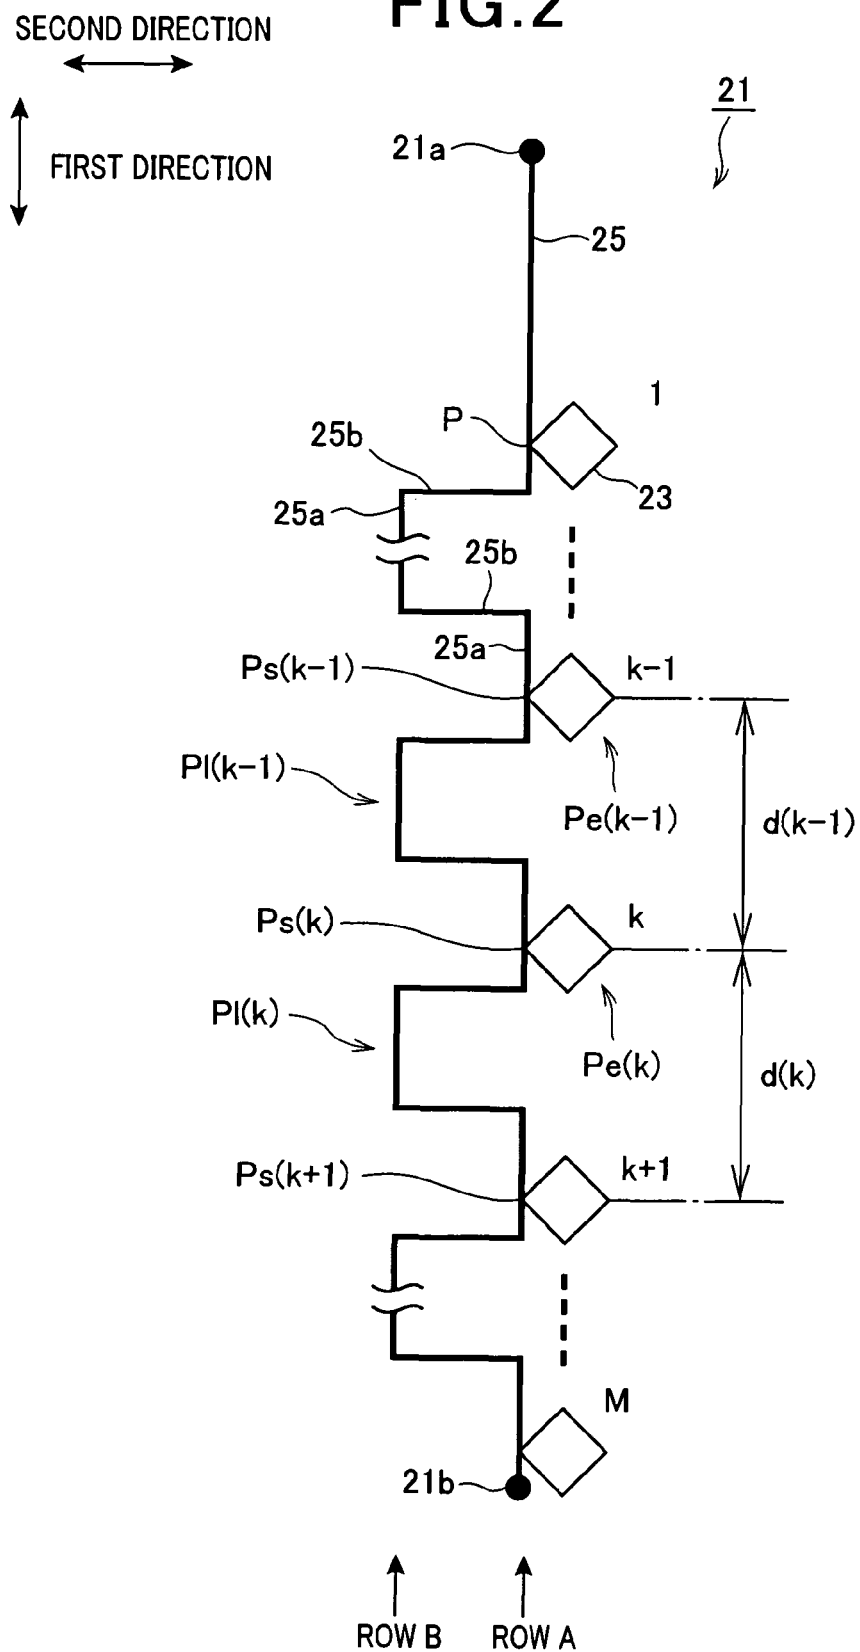 FIG.2
SECOND DIRECTION
FIRST DIRECTION
21
21a
25
1
P
25b
23
25a
25b
25a
Ps(k-1)
k-1
Pl(k-1)
Pe(k-1)
d(k-1)
Ps(k)
k
Pl(k)
Pe(k)
d(k)
Ps(k+1)
k+1
M
21b
ROW B
ROW A